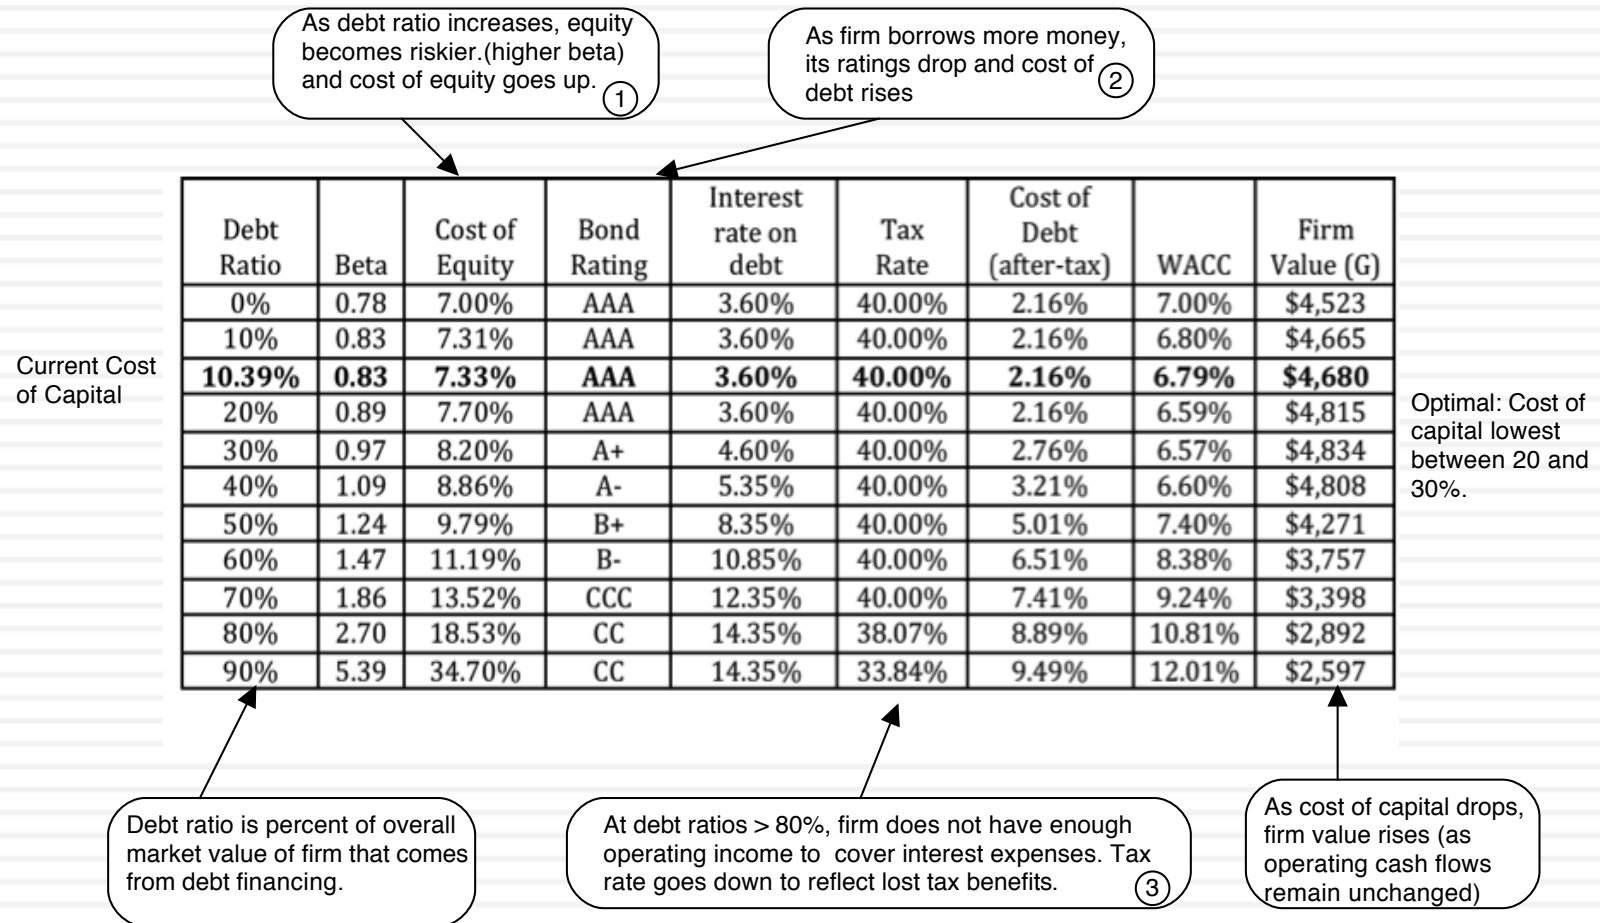 As debt ratio increases, equity
becomes riskier.(higher beta)
and cost of equity goes up.
1
As firm borrows more money,
its ratings drop and cost of
debt rises
2
Debt Ratio Beta Cost of Equity Bond Rating Interest rate on debt Tax Rate Cost of Debt (after-tax) WACC Firm Value (G)
0% 0.78 7.00% AAA 3.60% 40.00% 2.16% 7.00% $4,523
10% 0.83 7.31% AAA 3.60% 40.00% 2.16% 6.80% $4,665
10.39% 0.83 7.33% AAA 3.60% 40.00% 2.16% 6.79% $4,680
20% 0.89 7.70% AAA 3.60% 40.00% 2.16% 6.59% $4,815
30% 0.97 8.20% A+ 4.60% 40.00% 2.76% 6.57% $4,834
40% 1.09 8.86% A- 5.35% 40.00% 3.21% 6.60% $4,808
50% 1.24 9.79% B+ 8.35% 40.00% 5.01% 7.40% $4,271
60% 1.47 11.19% B- 10.85% 40.00% 6.51% 8.38% $3,757
70% 1.86 13.52% CCC 12.35% 40.00% 7.41% 9.24% $3,398
80% 2.70 18.53% CC 14.35% 38.07% 8.89% 10.81% $2,892
90% 5.39 34.70% CC 14.35% 33.84% 9.49% 12.01% $2,597
Current Cost
of Capital
Optimal: Cost of
capital lowest
between 20 and
30%.
Debt ratio is percent of overall
market value of firm that comes
from debt financing.
At debt ratios > 80%, firm does not have enough
operating income to cover interest expenses. Tax
rate goes down to reflect lost tax benefits.
3
As cost of capital drops,
firm value rises (as
operating cash flows
remain unchanged)